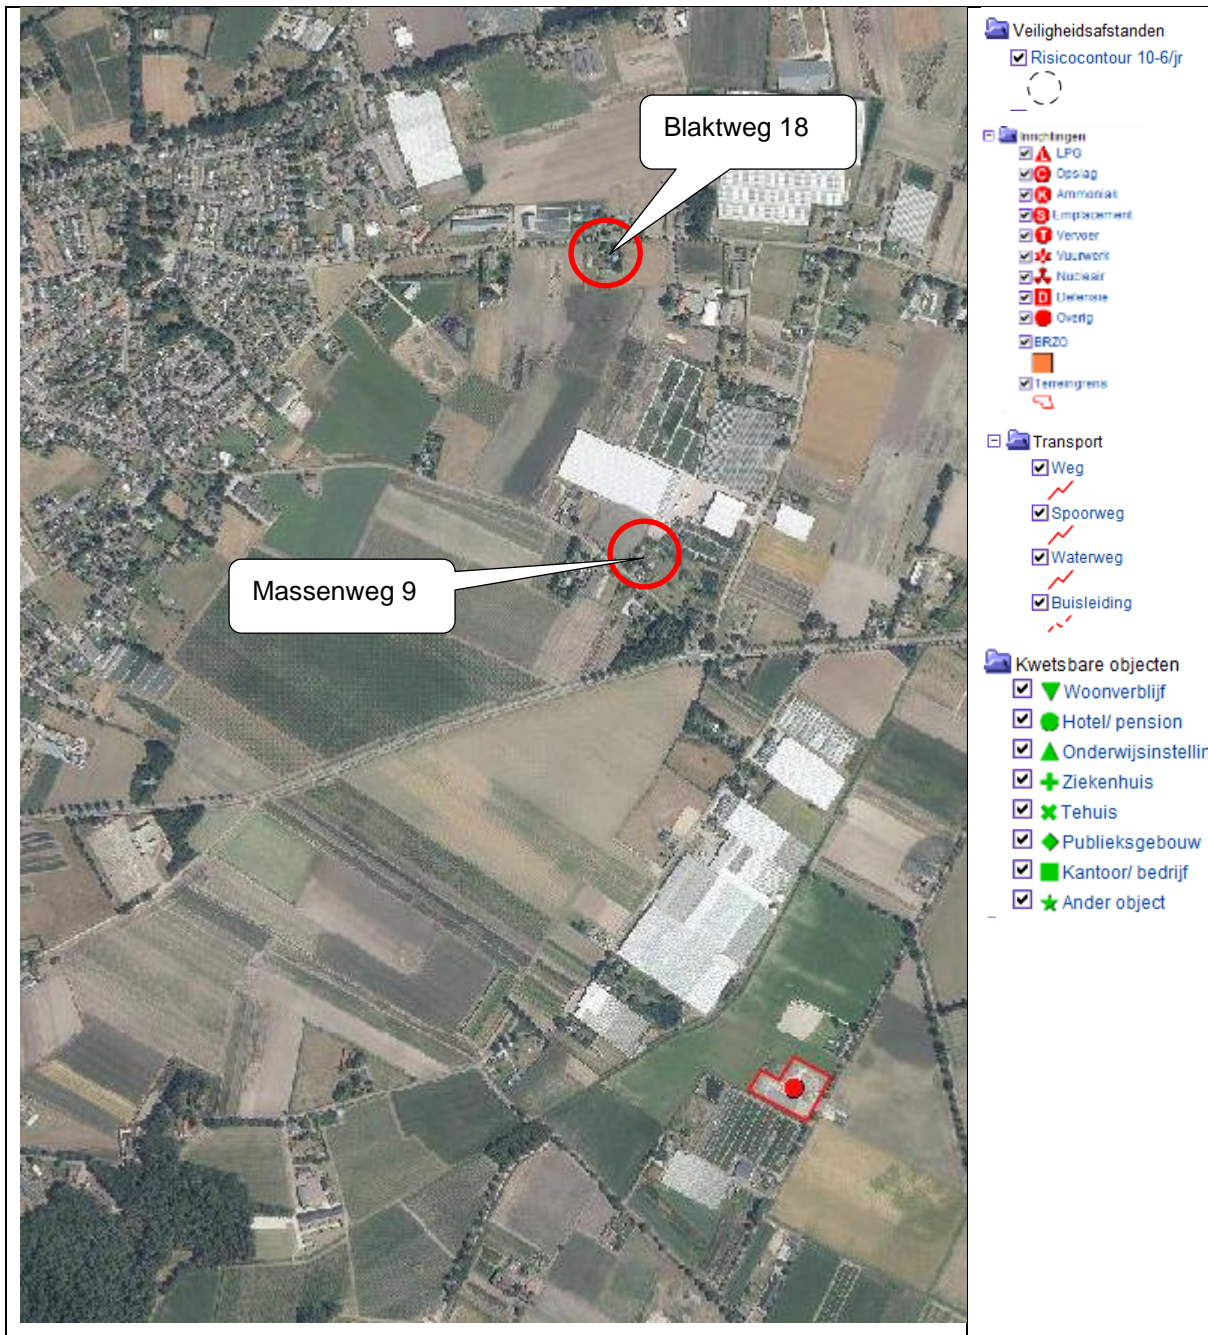 Blaktweg 18
Massenweg 9
Veiligheidsafstanden
Risicocontour 10-6/jr
Inrichtingen
LPG
Opslag
Ammoniak
Emplacement
Vervoer
Vuurwerk
Nucleair
Defensie
Overig
BRZO
Terreingrens
Transport
Weg
Spoorweg
Waterweg
Buisleiding
Kwetsbare objecten
Woonverblijf
Hotel/ pension
Onderwijsinstellin
Ziekenhuis
Tehuis
Publieksgebouw
Kantoor/ bedrijf
Ander object